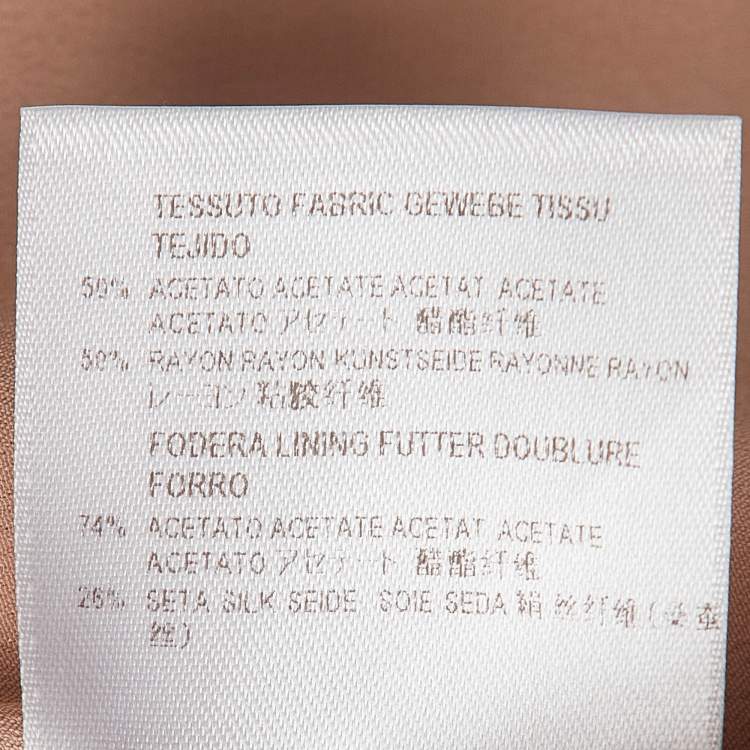 TESSUTO FABRIC GEWEBE TISSU
TEJIDO
50% ACETATO ACETATE ACETAT ACETATE
ACETATO アセテート 醋酯纤维
50% RAYON RAYON KUNSTSEIDE RAYONNE RAYON
レーヨン 粘胶纤维
FODERA LINING FUTTER DOUBLURE
FORRO
74% ACETATO ACETATE ACETAT ACETATE
ACETATO アセテート 醋酯纤维
26% SETA SILK SEIDE SOIE SEDA 絹 丝纤维(桑蚕
丝)